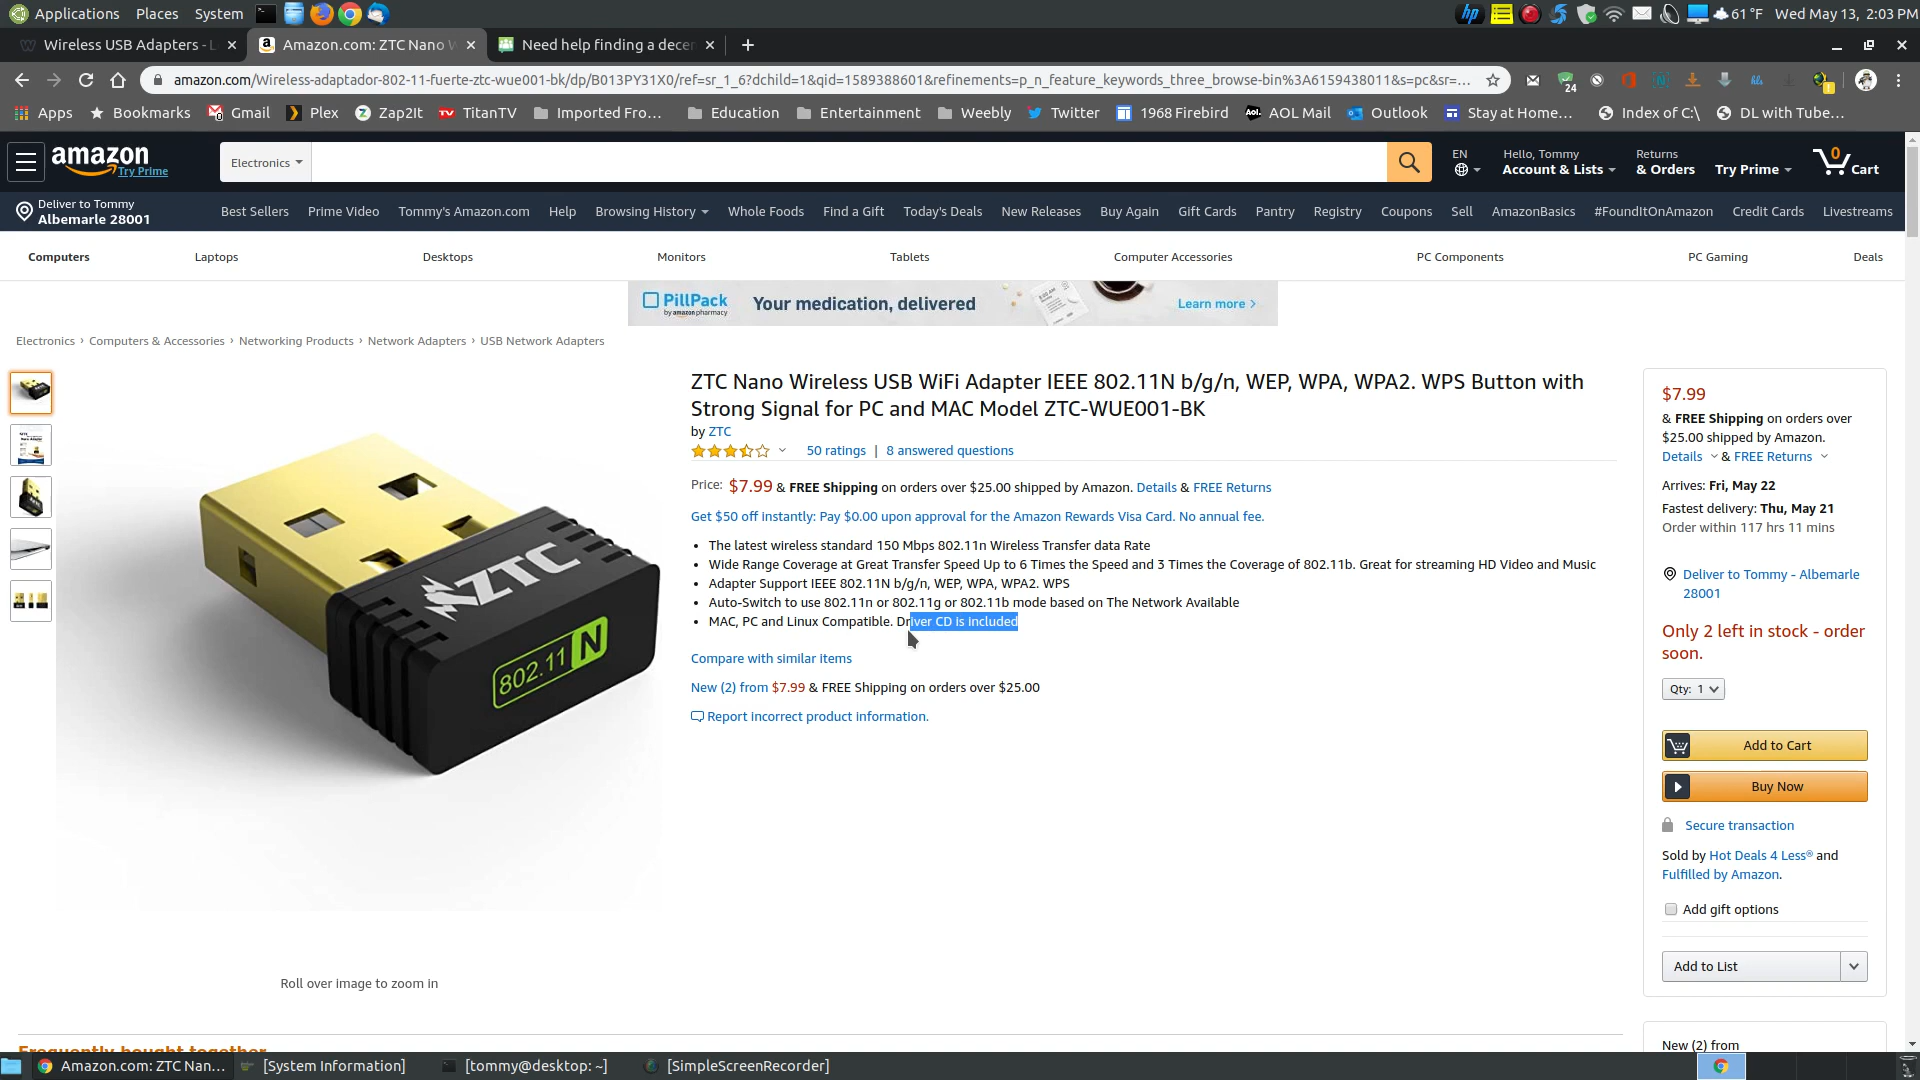 Applications Places System 61 °F Wed May 13, 2:03 PM
Wireless USB Adapters - L Amazon.com: ZTC Nano W Need help finding a decen
amazon.com/Wireless-adaptador-802-11-fuerte-ztc-wue001-bk/dp/B013PY31X0/ref=sr_1_6?dchild=1&qid=1589388601&refinements=p_n_feature_keywords_three_browse-bin%3A6159438011&s=pc&sr=... 24
Apps Bookmarks Gmail Plex Zap2It TitanTV Imported Fro... Education Entertainment Weebly Twitter 1968 Firebird AOL Mail Outlook Stay at Home... Index of C:\ DL with Tube...
amazon Try Prime
Electronics
EN
Hello, Tommy
Account & Lists
Returns
& Orders
Try Prime
0 Cart
Deliver to Tommy
Albemarle 28001
Best Sellers Prime Video Tommy's Amazon.com Help Browsing History Whole Foods Find a Gift Today's Deals New Releases Buy Again Gift Cards Pantry Registry Coupons Sell AmazonBasics #FoundItOnAmazon Credit Cards Livestreams
Computers Laptops Desktops Monitors Tablets Computer Accessories PC Components PC Gaming Deals
PillPack by amazon pharmacy Your medication, delivered Learn more >
Electronics › Computers & Accessories › Networking Products › Network Adapters › USB Network Adapters
ZTC
802.11 N
Roll over image to zoom in
ZTC Nano Wireless USB WiFi Adapter IEEE 802.11N b/g/n, WEP, WPA, WPA2. WPS Button with
Strong Signal for PC and MAC Model ZTC-WUE001-BK
by ZTC
50 ratings | 8 answered questions
Price: $7.99 & FREE Shipping on orders over $25.00 shipped by Amazon. Details & FREE Returns
Get $50 off instantly: Pay $0.00 upon approval for the Amazon Rewards Visa Card. No annual fee.
• The latest wireless standard 150 Mbps 802.11n Wireless Transfer data Rate
• Wide Range Coverage at Great Transfer Speed Up to 6 Times the Speed and 3 Times the Coverage of 802.11b. Great for streaming HD Video and Music
• Adapter Support IEEE 802.11N b/g/n, WEP, WPA, WPA2. WPS
• Auto-Switch to use 802.11n or 802.11g or 802.11b mode based on The Network Available
• MAC, PC and Linux Compatible. Driver CD is included
Compare with similar items
New (2) from $7.99 & FREE Shipping on orders over $25.00
Report incorrect product information.
$7.99
& FREE Shipping on orders over
$25.00 shipped by Amazon.
Details & FREE Returns
Arrives: Fri, May 22
Fastest delivery: Thu, May 21
Order within 117 hrs 11 mins
Deliver to Tommy - Albemarle
28001
Only 2 left in stock - order
soon.
Qty: 1
Add to Cart
Buy Now
Secure transaction
Sold by Hot Deals 4 Less® and
Fulfilled by Amazon.
Add gift options
Add to List
New (2) from
Frequently bought together
Amazon.com: ZTC Nan... [System Information] [tommy@desktop: ~] [SimpleScreenRecorder]